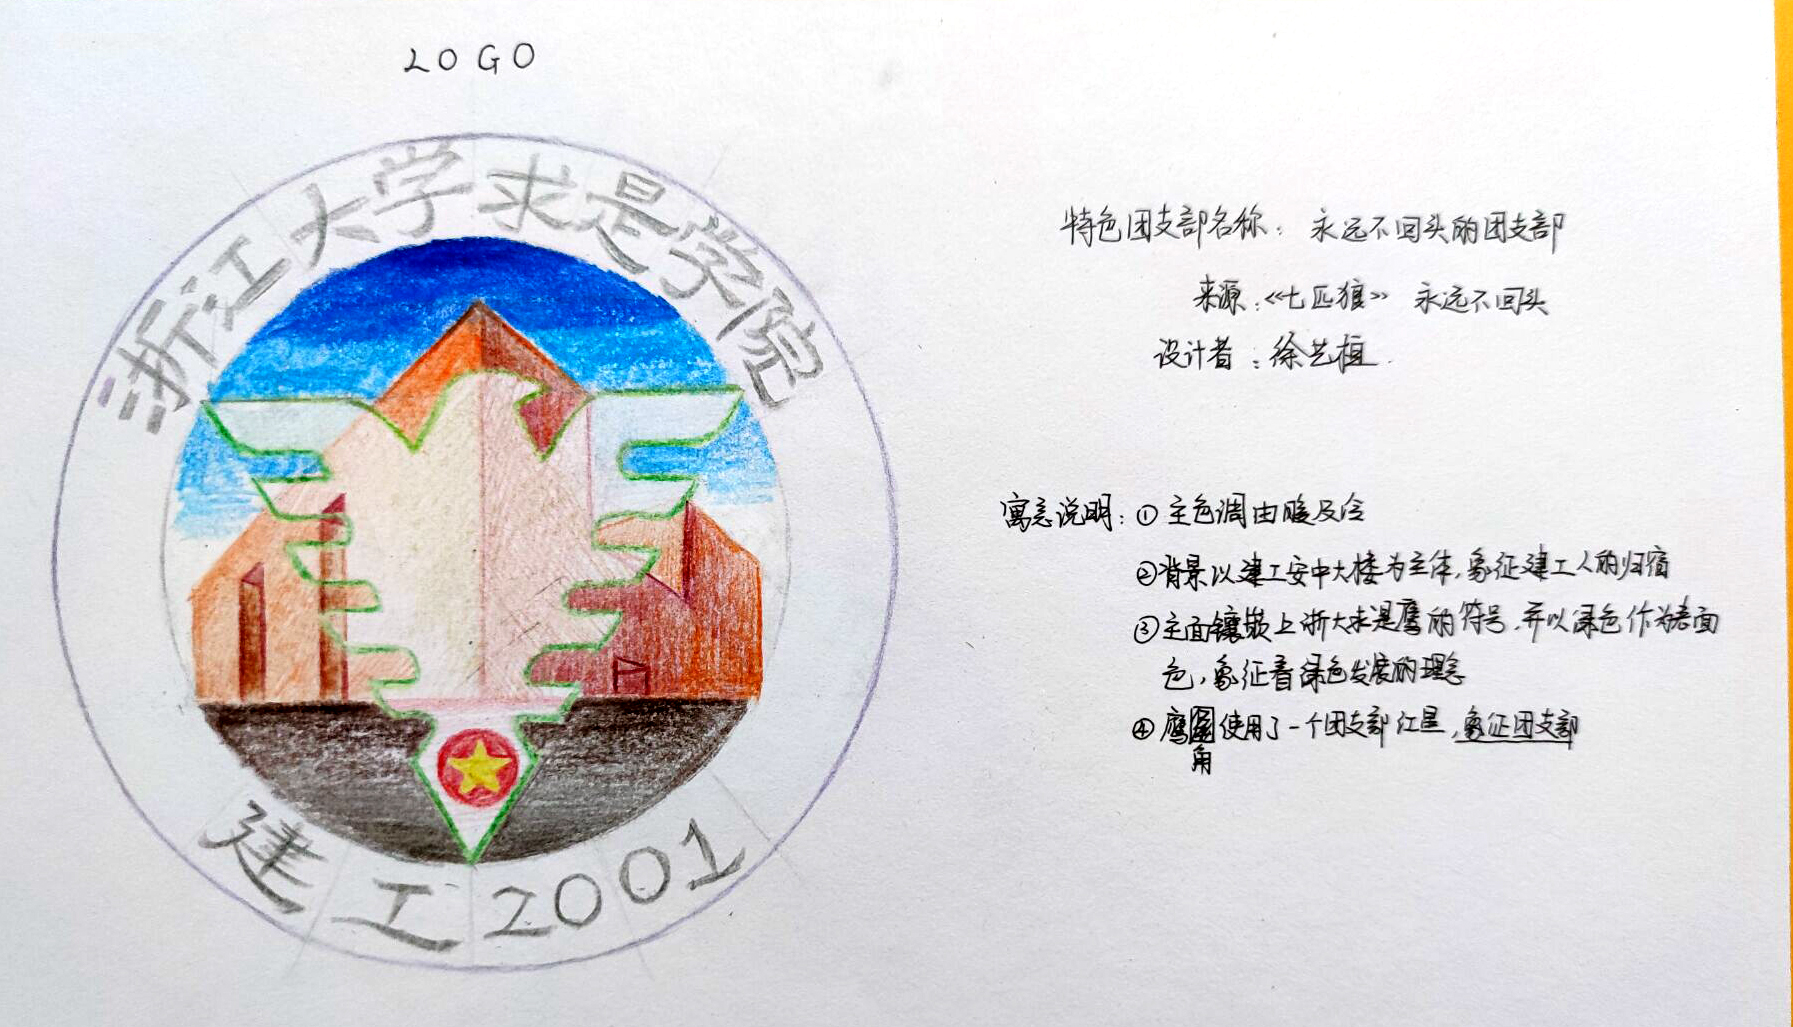 LOGO
浙江大学求是学院
建工2001
特色团支部名称：永远不回头的团支部
来源：《七匹狼》 永远不回头
设计者：徐艺桓.
寓意说明：① 主色调由暖及冷
②背景以建工安中大楼为主体，象征建工人的归宿
③主面镶嵌上浙大求是鹰的符号，并以绿色作为表面
色，象征着绿色发展的理念
④ 鹰 使用了一个团支部红星，象征团支部
角